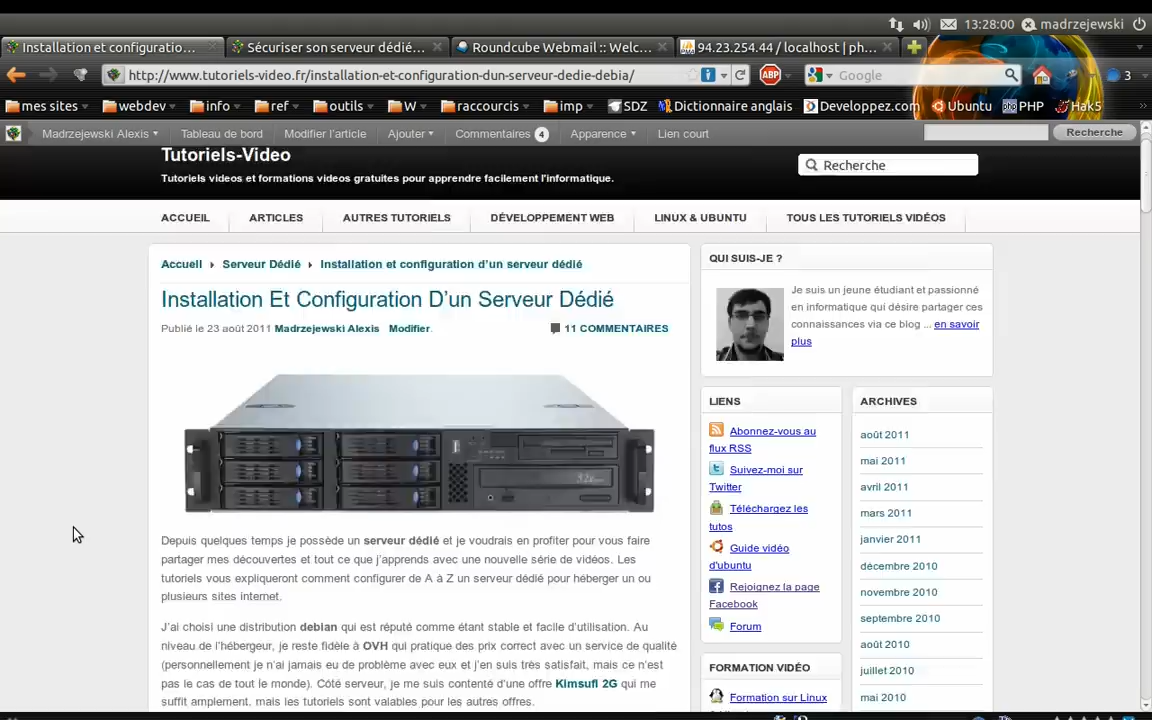 13:28:00 madrzejewski
Installation et configuratio... Sécuriser son serveur dédié... Roundcube Webmail :: Welc... 94.23.254.44 / localhost | ph...
http://www.tutoriels-video.fr/installation-et-configuration-dun-serveur-dedie-debia/ ABP Google 3
mes sites webdev info ref outils W raccourcis imp SDZ Dictionnaire anglais Developpez.com Ubuntu PHP Hak5
Madrzejewski Alexis Tableau de bord Modifier l'article Ajouter Commentaires 4 Apparence Lien court Recherche
Tutoriels-Video
Tutoriels videos et formations videos gratuites pour apprendre facilement l'informatique.
Recherche
ACCUEIL ARTICLES AUTRES TUTORIELS DÉVELOPPEMENT WEB LINUX & UBUNTU TOUS LES TUTORIELS VIDÉOS
Accueil Serveur Dédié Installation et configuration d'un serveur dédié
Installation Et Configuration D'un Serveur Dédié
Publié le 23 août 2011 Madrzejewski Alexis Modifier.
11 COMMENTAIRES
Depuis quelques temps je possède un serveur dédié et je voudrais en profiter pour vous faire
partager mes découvertes et tout ce que j'apprends avec une nouvelle série de vidéos. Les
tutoriels vous expliqueront comment configurer de A à Z un serveur dédié pour héberger un ou
plusieurs sites internet.
J'ai choisi une distribution debian qui est réputé comme étant stable et facile d'utilisation. Au
niveau de l'hébergeur, je reste fidèle à OVH qui pratique des prix correct avec un service de qualité
(personnellement je n'ai jamais eu de problème avec eux et j'en suis très satisfait, mais ce n'est
pas le cas de tout le monde). Côté serveur, je me suis contenté d'une offre Kimsufi 2G qui me
suffit amplement, mais les tutoriels sont valables pour les autres offres.
QUI SUIS-JE ?
Je suis un jeune étudiant et passionné
en informatique qui désire partager ces
connaissances via ce blog ... en savoir
plus
LIENS
Abonnez-vous au
flux RSS
Suivez-moi sur
Twitter
Téléchargez les
tutos
Guide vidéo
d'ubuntu
Rejoignez la page
Facebook
Forum
FORMATION VIDÉO
Formation sur Linux
ARCHIVES
août 2011
mai 2011
avril 2011
mars 2011
janvier 2011
décembre 2010
novembre 2010
septembre 2010
août 2010
juillet 2010
mai 2010